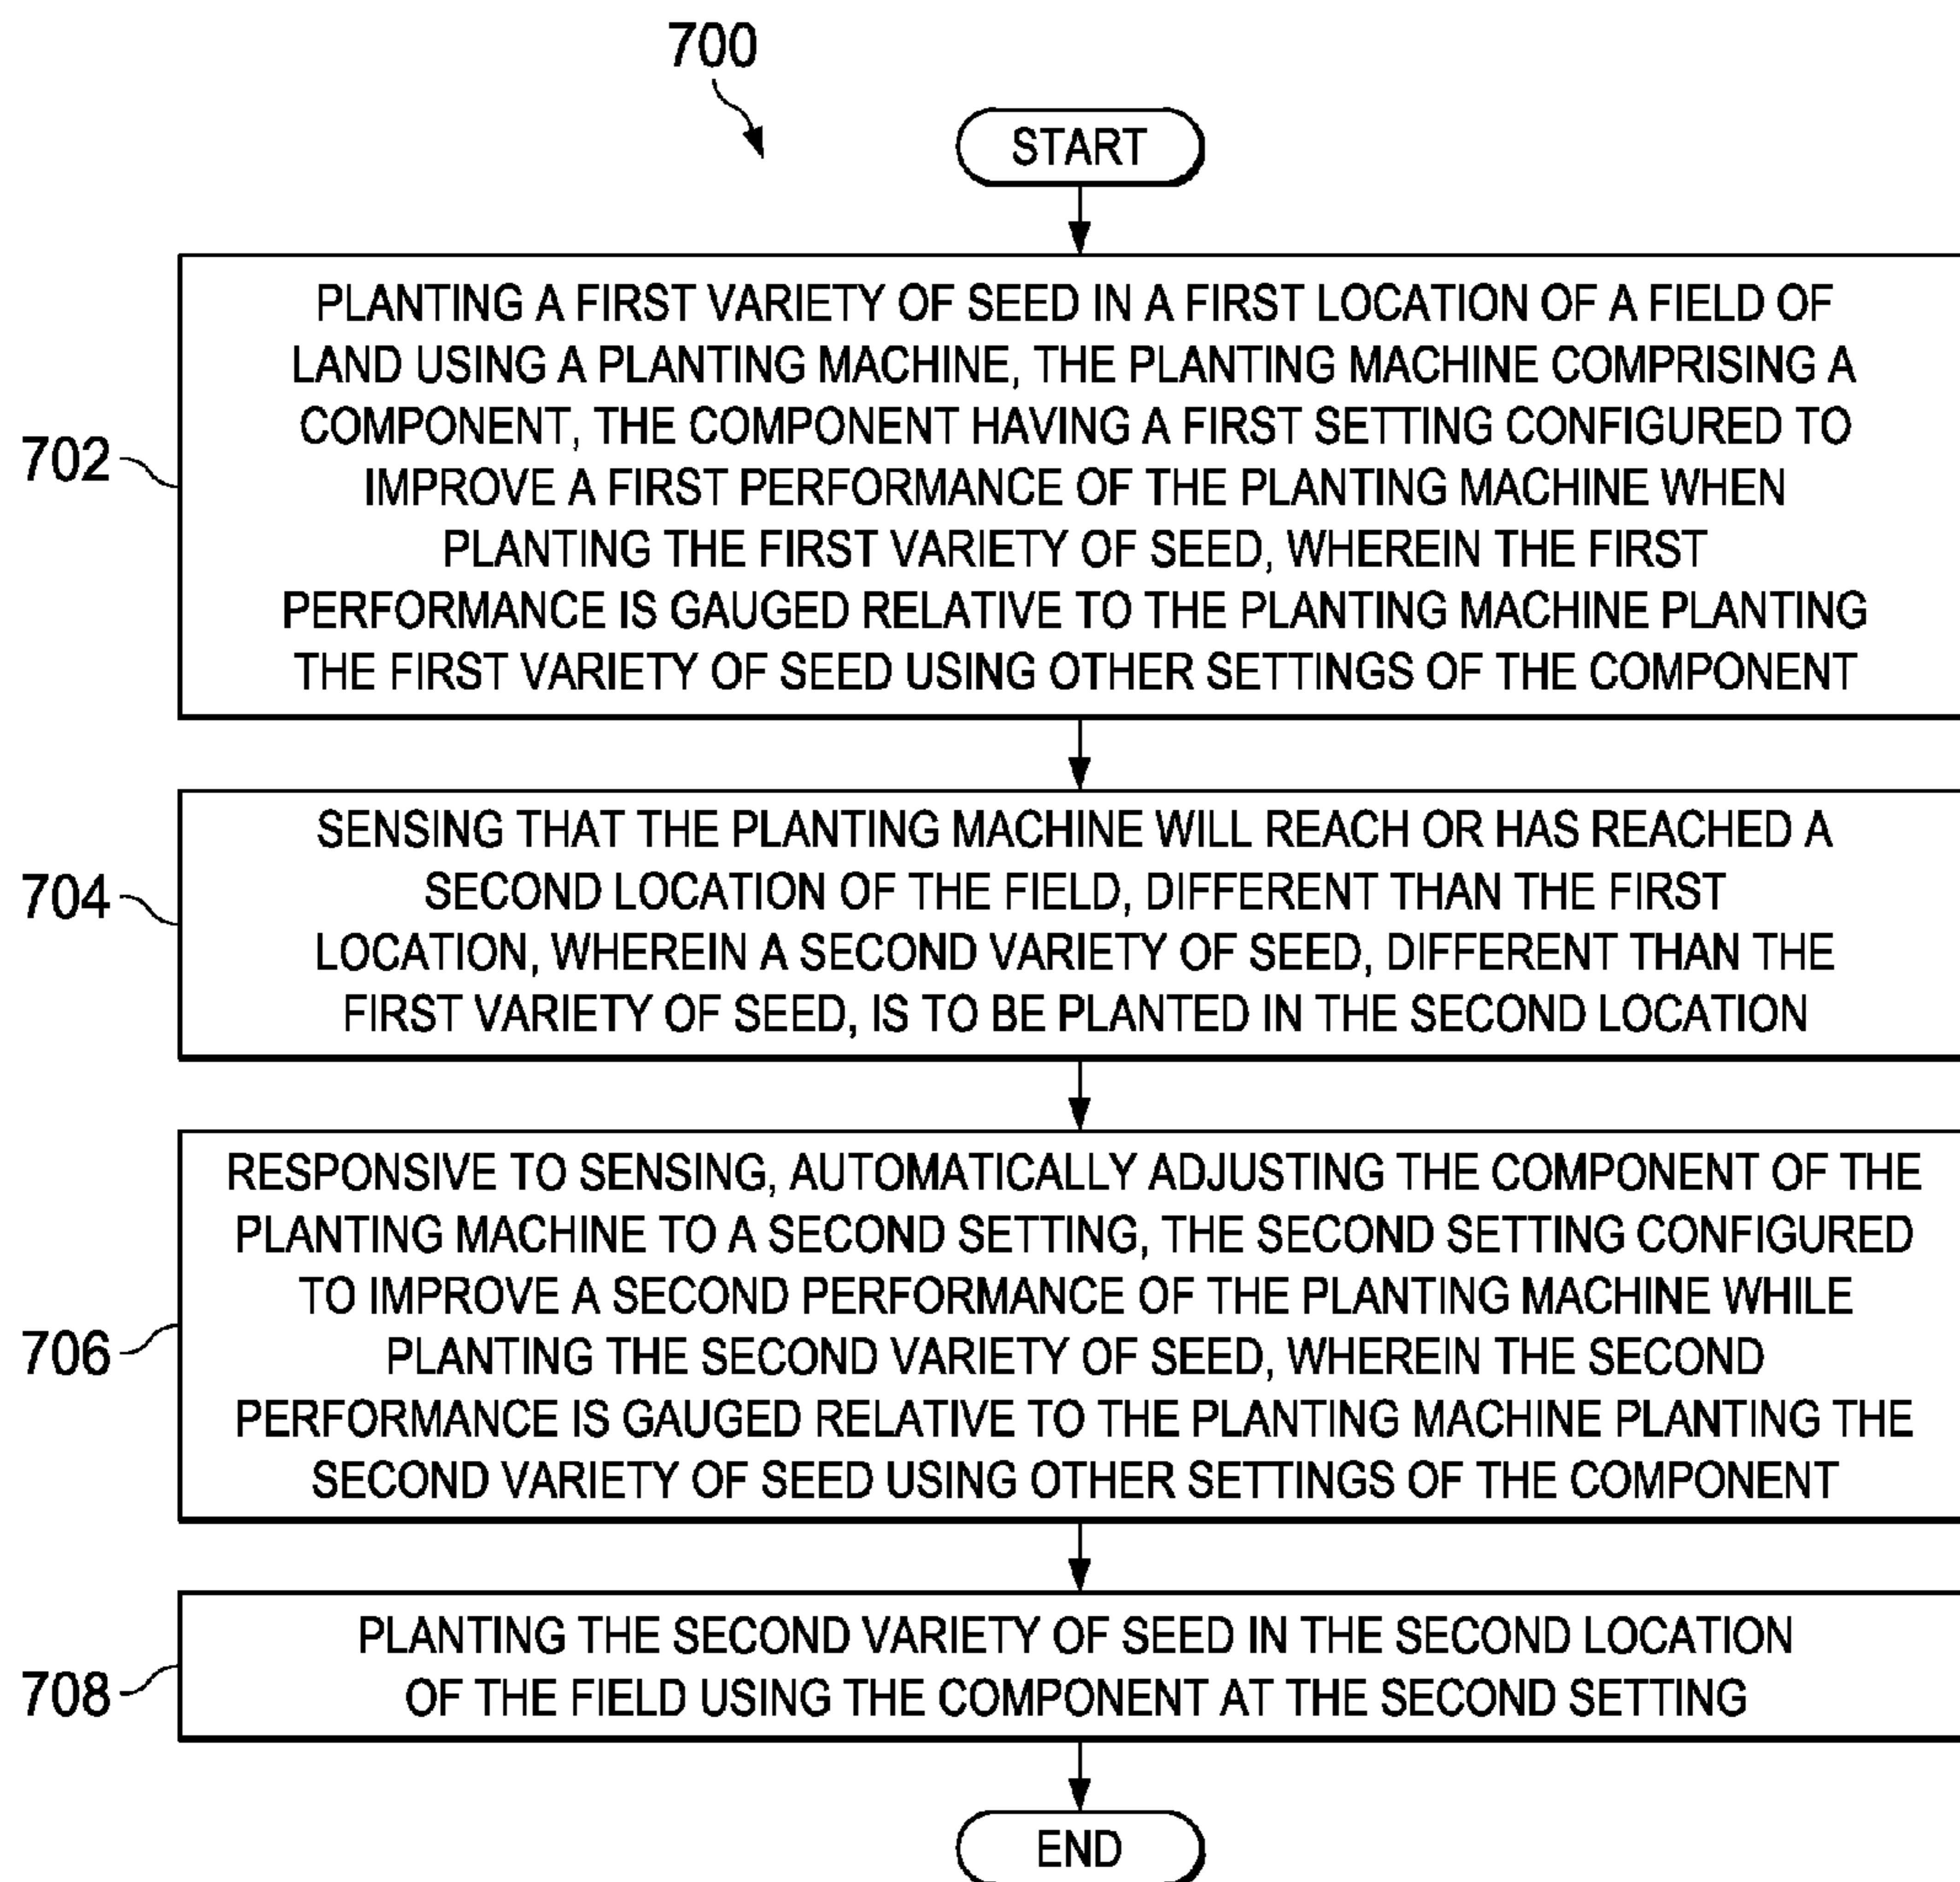 700
START
702
PLANTING A FIRST VARIETY OF SEED IN A FIRST LOCATION OF A FIELD OF
LAND USING A PLANTING MACHINE, THE PLANTING MACHINE COMPRISING A
COMPONENT, THE COMPONENT HAVING A FIRST SETTING CONFIGURED TO
IMPROVE A FIRST PERFORMANCE OF THE PLANTING MACHINE WHEN
PLANTING THE FIRST VARIETY OF SEED, WHEREIN THE FIRST
PERFORMANCE IS GAUGED RELATIVE TO THE PLANTING MACHINE PLANTING
THE FIRST VARIETY OF SEED USING OTHER SETTINGS OF THE COMPONENT
704
SENSING THAT THE PLANTING MACHINE WILL REACH OR HAS REACHED A
SECOND LOCATION OF THE FIELD, DIFFERENT THAN THE FIRST
LOCATION, WHEREIN A SECOND VARIETY OF SEED, DIFFERENT THAN THE
FIRST VARIETY OF SEED, IS TO BE PLANTED IN THE SECOND LOCATION
706
RESPONSIVE TO SENSING, AUTOMATICALLY ADJUSTING THE COMPONENT OF THE
PLANTING MACHINE TO A SECOND SETTING, THE SECOND SETTING CONFIGURED
TO IMPROVE A SECOND PERFORMANCE OF THE PLANTING MACHINE WHILE
PLANTING THE SECOND VARIETY OF SEED, WHEREIN THE SECOND
PERFORMANCE IS GAUGED RELATIVE TO THE PLANTING MACHINE PLANTING THE
SECOND VARIETY OF SEED USING OTHER SETTINGS OF THE COMPONENT
708
PLANTING THE SECOND VARIETY OF SEED IN THE SECOND LOCATION
OF THE FIELD USING THE COMPONENT AT THE SECOND SETTING
END